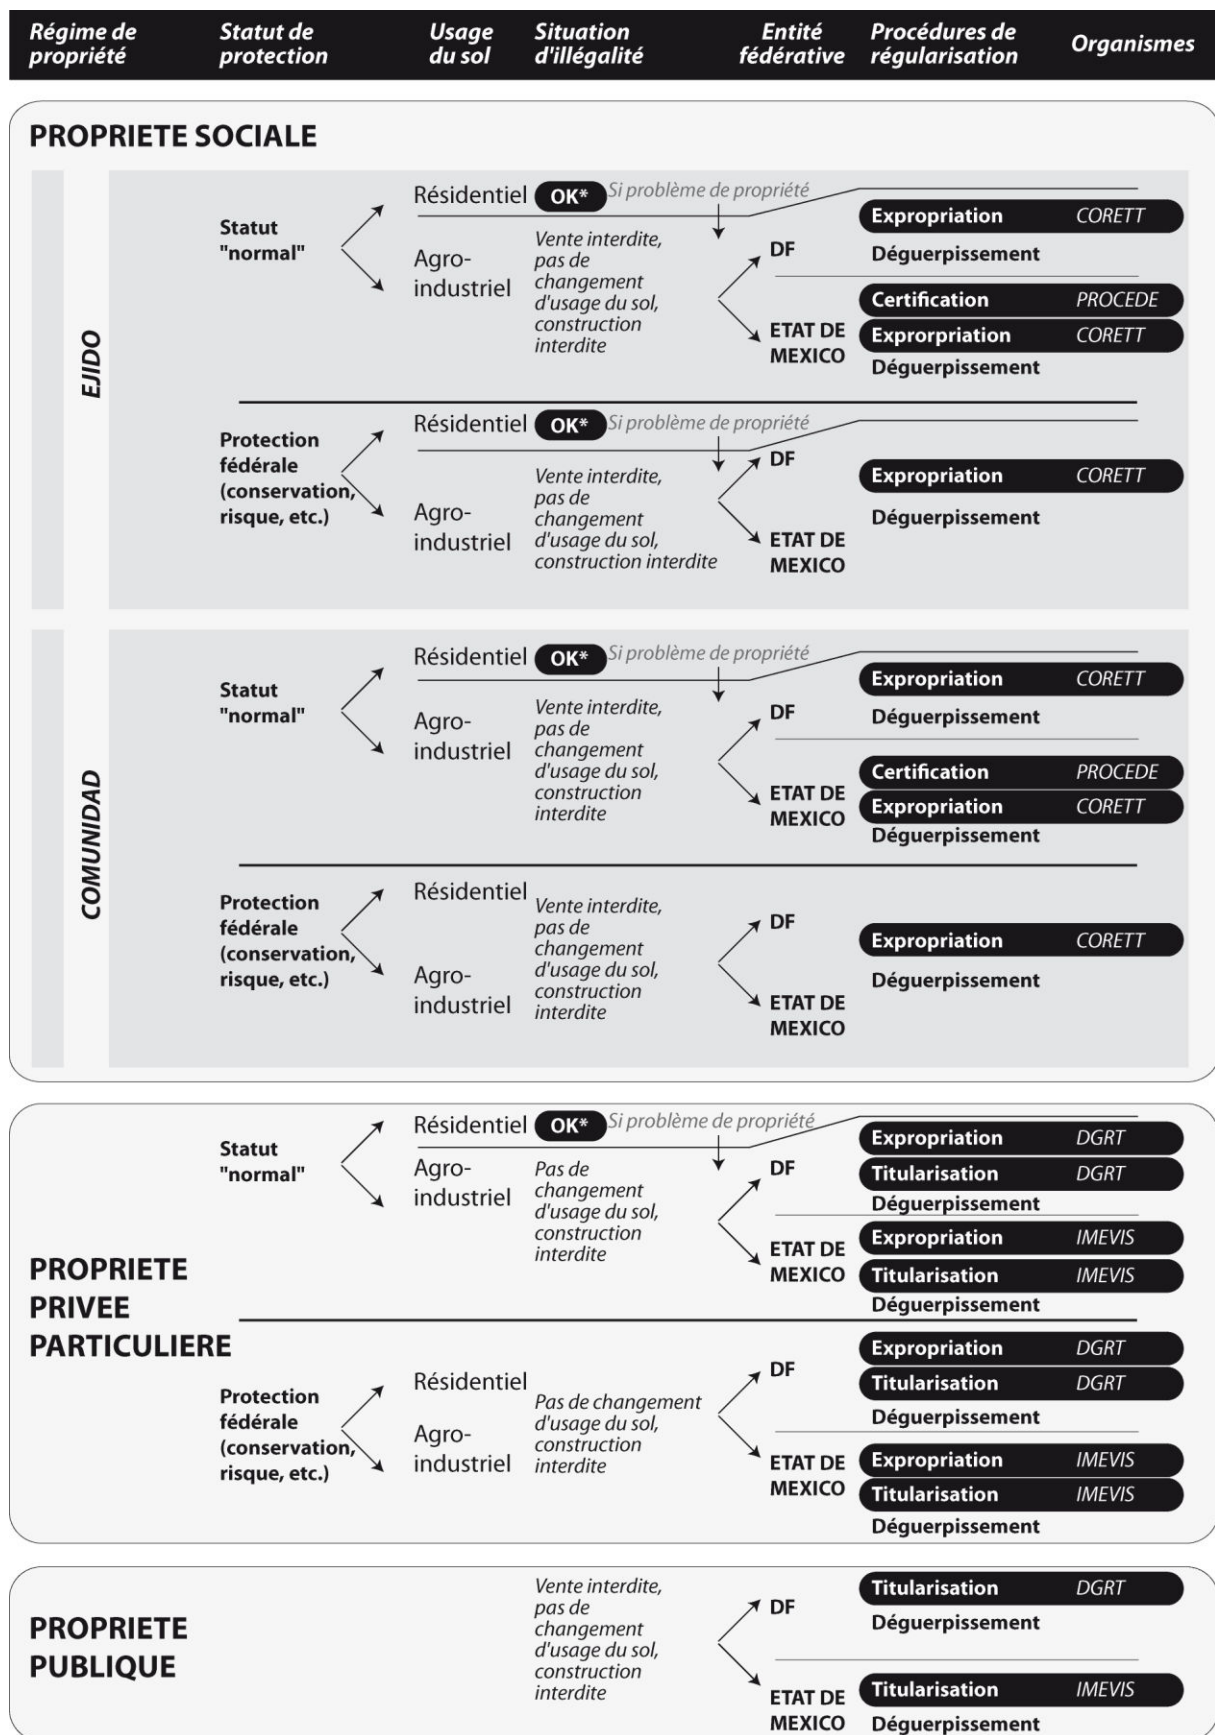 Régime de propriété
Statut de protection
Usage du sol
Situation d'illégalité
Entité fédérative
Procédures de régularisation
Organismes
PROPRIETE SOCIALE
EJIDO
Statut
"normal"
Résidentiel
OK*
Si problème de propriété
Agro-
industriel
Vente interdite,
pas de
changement
d'usage du sol,
construction
interdite
DF
Expropriation CORETT
Déguerpissement
ETAT DE
MEXICO
Certification PROCEDE
Exprorpriation CORETT
Déguerpissement
Protection
fédérale
(conservation,
risque, etc.)
Résidentiel
OK*
Si problème de propriété
Agro-
industriel
Vente interdite,
pas de
changement
d'usage du sol,
construction interdite
DF
ETAT DE
MEXICO
Expropriation CORETT
Déguerpissement
COMUNIDAD
Statut
"normal"
Résidentiel
OK*
Si problème de propriété
Agro-
industriel
Vente interdite,
pas de
changement
d'usage du sol,
construction
interdite
DF
Expropriation CORETT
Déguerpissement
ETAT DE
MEXICO
Certification PROCEDE
Expropriation CORETT
Déguerpissement
Protection
fédérale
(conservation,
risque, etc.)
Résidentiel
Agro-
industriel
Vente interdite,
pas de
changement
d'usage du sol,
construction
interdite
DF
ETAT DE
MEXICO
Expropriation CORETT
Déguerpissement
PROPRIETE
PRIVEE
PARTICULIERE
Statut
"normal"
Résidentiel
OK*
Si problème de propriété
Agro-
industriel
Pas de
changement
d'usage du sol,
construction
interdite
DF
Expropriation DGRT
Titularisation DGRT
Déguerpissement
ETAT DE
MEXICO
Expropriation IMEVIS
Titularisation IMEVIS
Déguerpissement
Protection
fédérale
(conservation,
risque, etc.)
Résidentiel
Agro-
industriel
Pas de changement
d'usage du sol,
construction
interdite
DF
Expropriation DGRT
Titularisation DGRT
Déguerpissement
ETAT DE
MEXICO
Expropriation IMEVIS
Titularisation IMEVIS
Déguerpissement
PROPRIETE
PUBLIQUE
Vente interdite,
pas de
changement
d'usage du sol,
construction
interdite
DF
Titularisation DGRT
Déguerpissement
ETAT DE
MEXICO
Titularisation IMEVIS
Déguerpissement